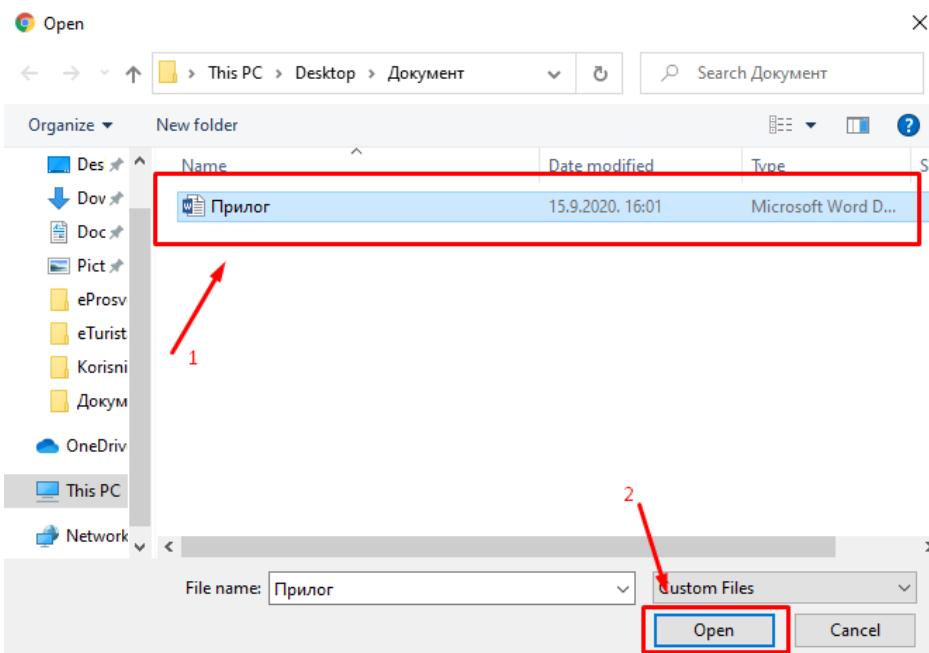 Open
This PC > Desktop > Документ
Search Документ
Organize
New folder
Name
Date modified
Type
S
Des
Dov
Doc
Pict
eProsv
eTurist
Korisni
Докум
OneDriv
This PC
Network
Прилог
15.9.2020. 16:01
Microsoft Word D...
1
2
File name:
Прилог
Custom Files
Open
Cancel